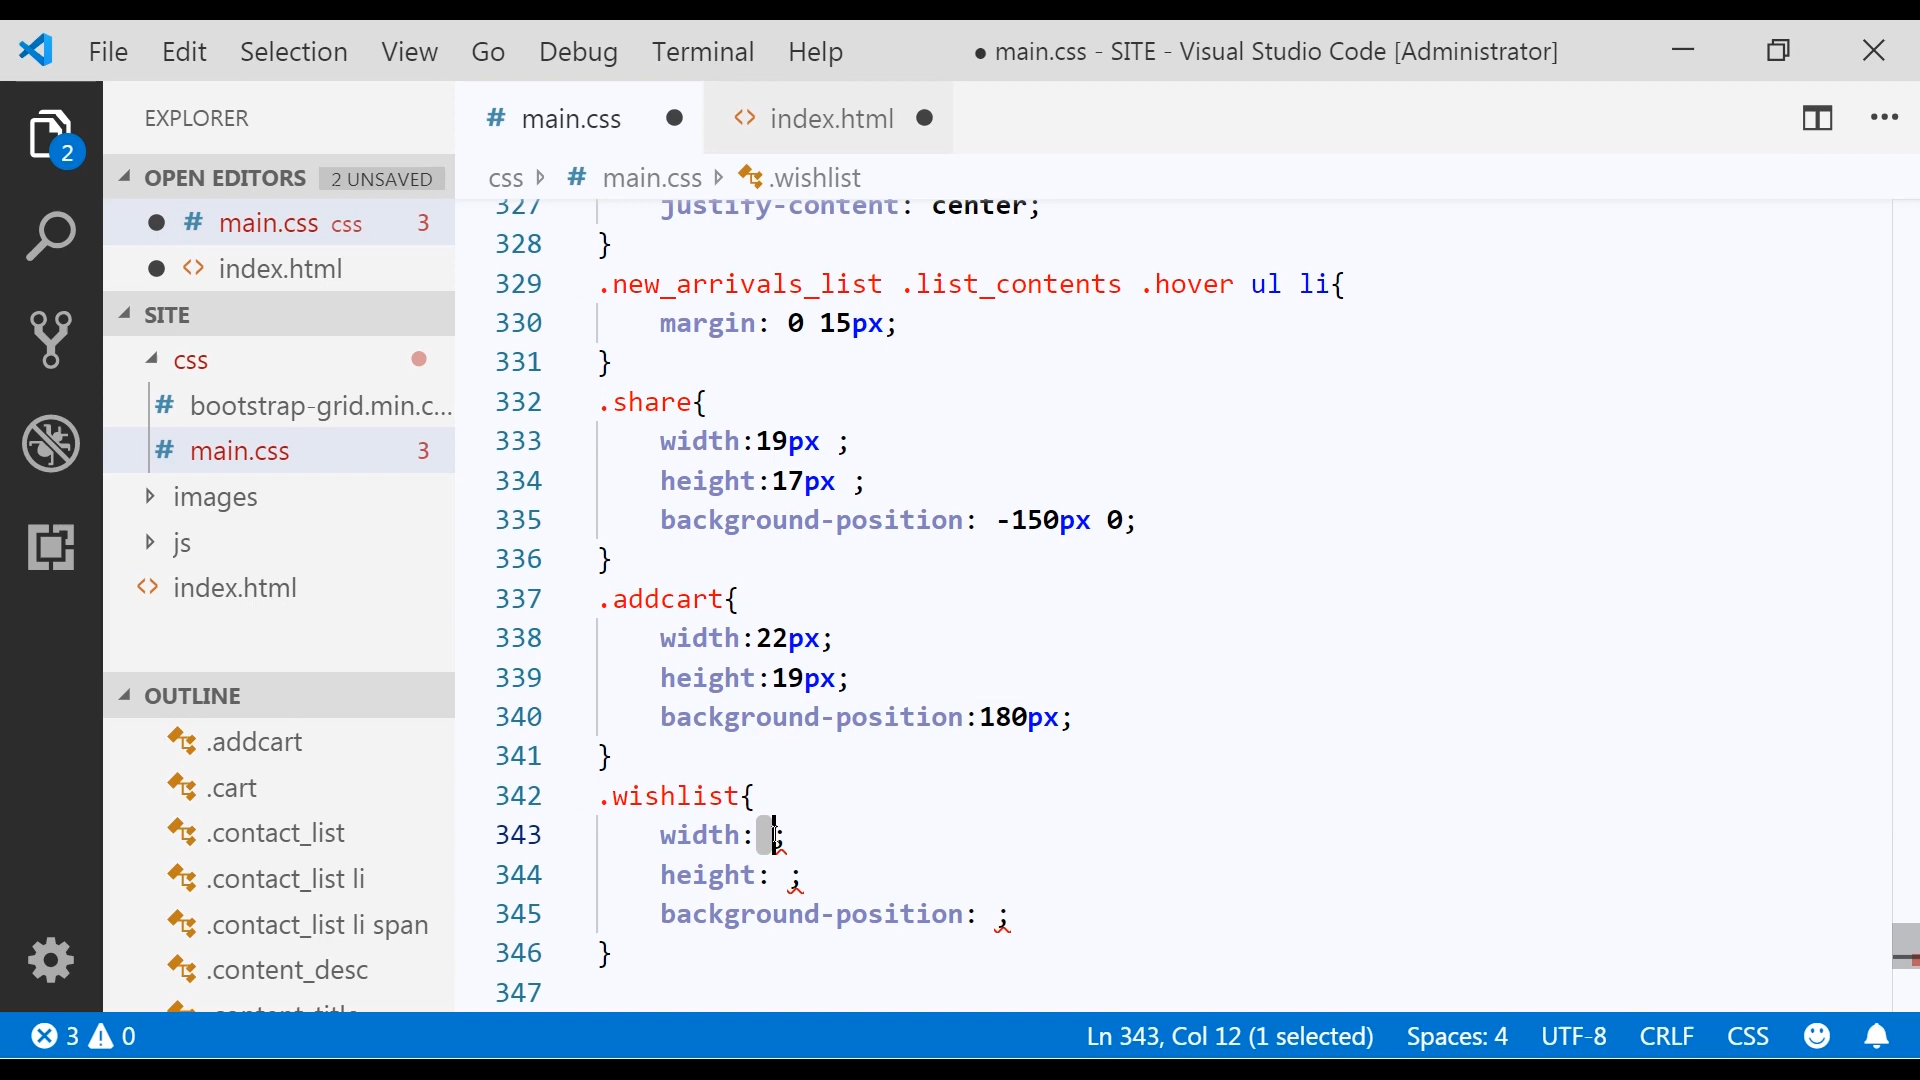 File Edit Selection View Go Debug Terminal Help ● main.css - SITE - Visual Studio Code [Administrator]
EXPLORER
# main.css ● <> index.html ●
2
OPEN EDITORS 2 UNSAVED
● # main.css css 3
● <> index.html
SITE
css
# bootstrap-grid.min.c...
# main.css 3
images
js
<> index.html
OUTLINE
.addcart
.cart
.contact_list
.contact_list li
.contact_list li span
.content_desc
css # main.css .wishlist
327 justify-content: center;
328 }
329 .new_arrivals_list .list_contents .hover ul li{
330 margin: 0 15px;
331 }
332 .share{
333 width:19px ;
334 height:17px ;
335 background-position: -150px 0;
336 }
337 .addcart{
338 width:22px;
339 height:19px;
340 background-position:180px;
341 }
342 .wishlist{
343 width: ;
344 height: ;
345 background-position: ;
346 }
347
3 0 Ln 343, Col 12 (1 selected) Spaces: 4 UTF-8 CRLF CSS